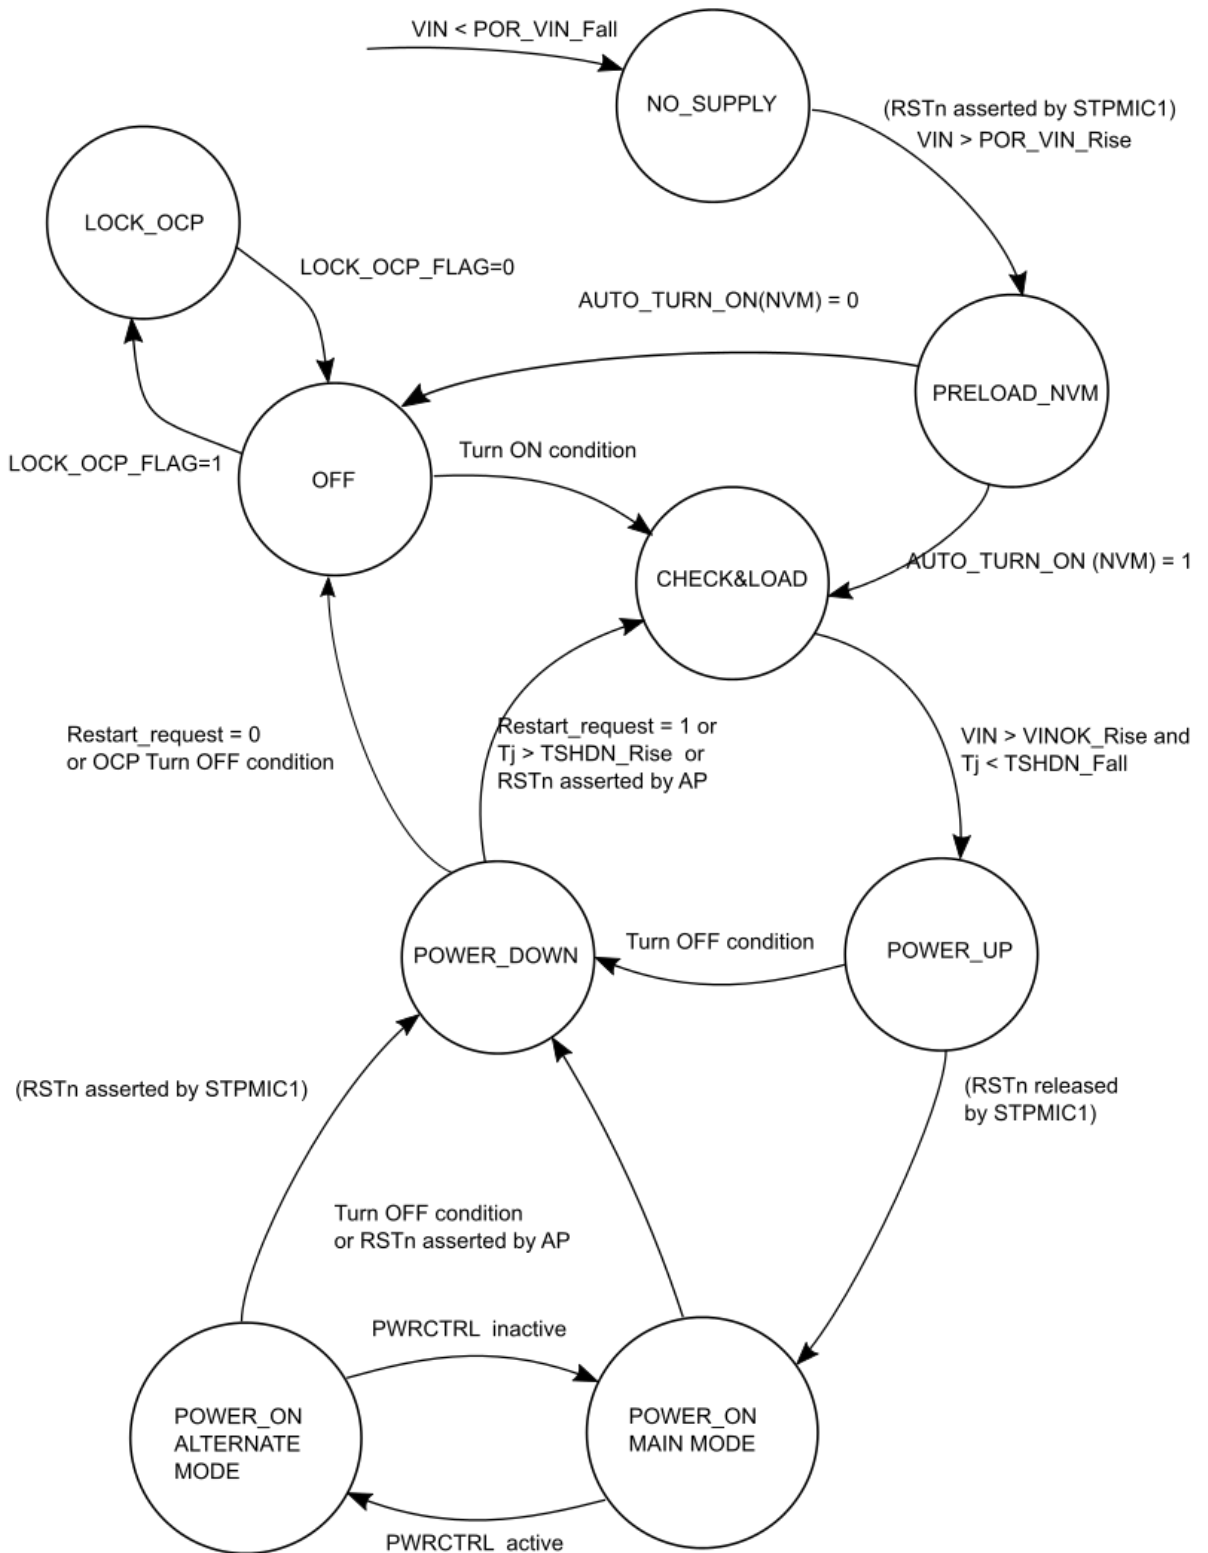 VIN < POR_VIN_Fall
NO_SUPPLY
(RSTn asserted by STPMIC1)
VIN > POR_VIN_Rise
LOCK_OCP
LOCK_OCP_FLAG=0
AUTO_TURN_ON(NVM) = 0
PRELOAD_NVM
LOCK_OCP_FLAG=1
OFF
Turn ON condition
AUTO_TURN_ON (NVM) = 1
CHECK&LOAD
Restart_request = 0
or OCP Turn OFF condition
Restart_request = 1 or
Tj > TSHDN_Rise or
RSTn asserted by AP
VIN > VINOK_Rise and
Tj < TSHDN_Fall
POWER_DOWN
Turn OFF condition
POWER_UP
(RSTn asserted by STPMIC1)
(RSTn released
by STPMIC1)
Turn OFF condition
or RSTn asserted by AP
PWRCTRL inactive
POWER_ON
ALTERNATE
MODE
POWER_ON
MAIN MODE
PWRCTRL active